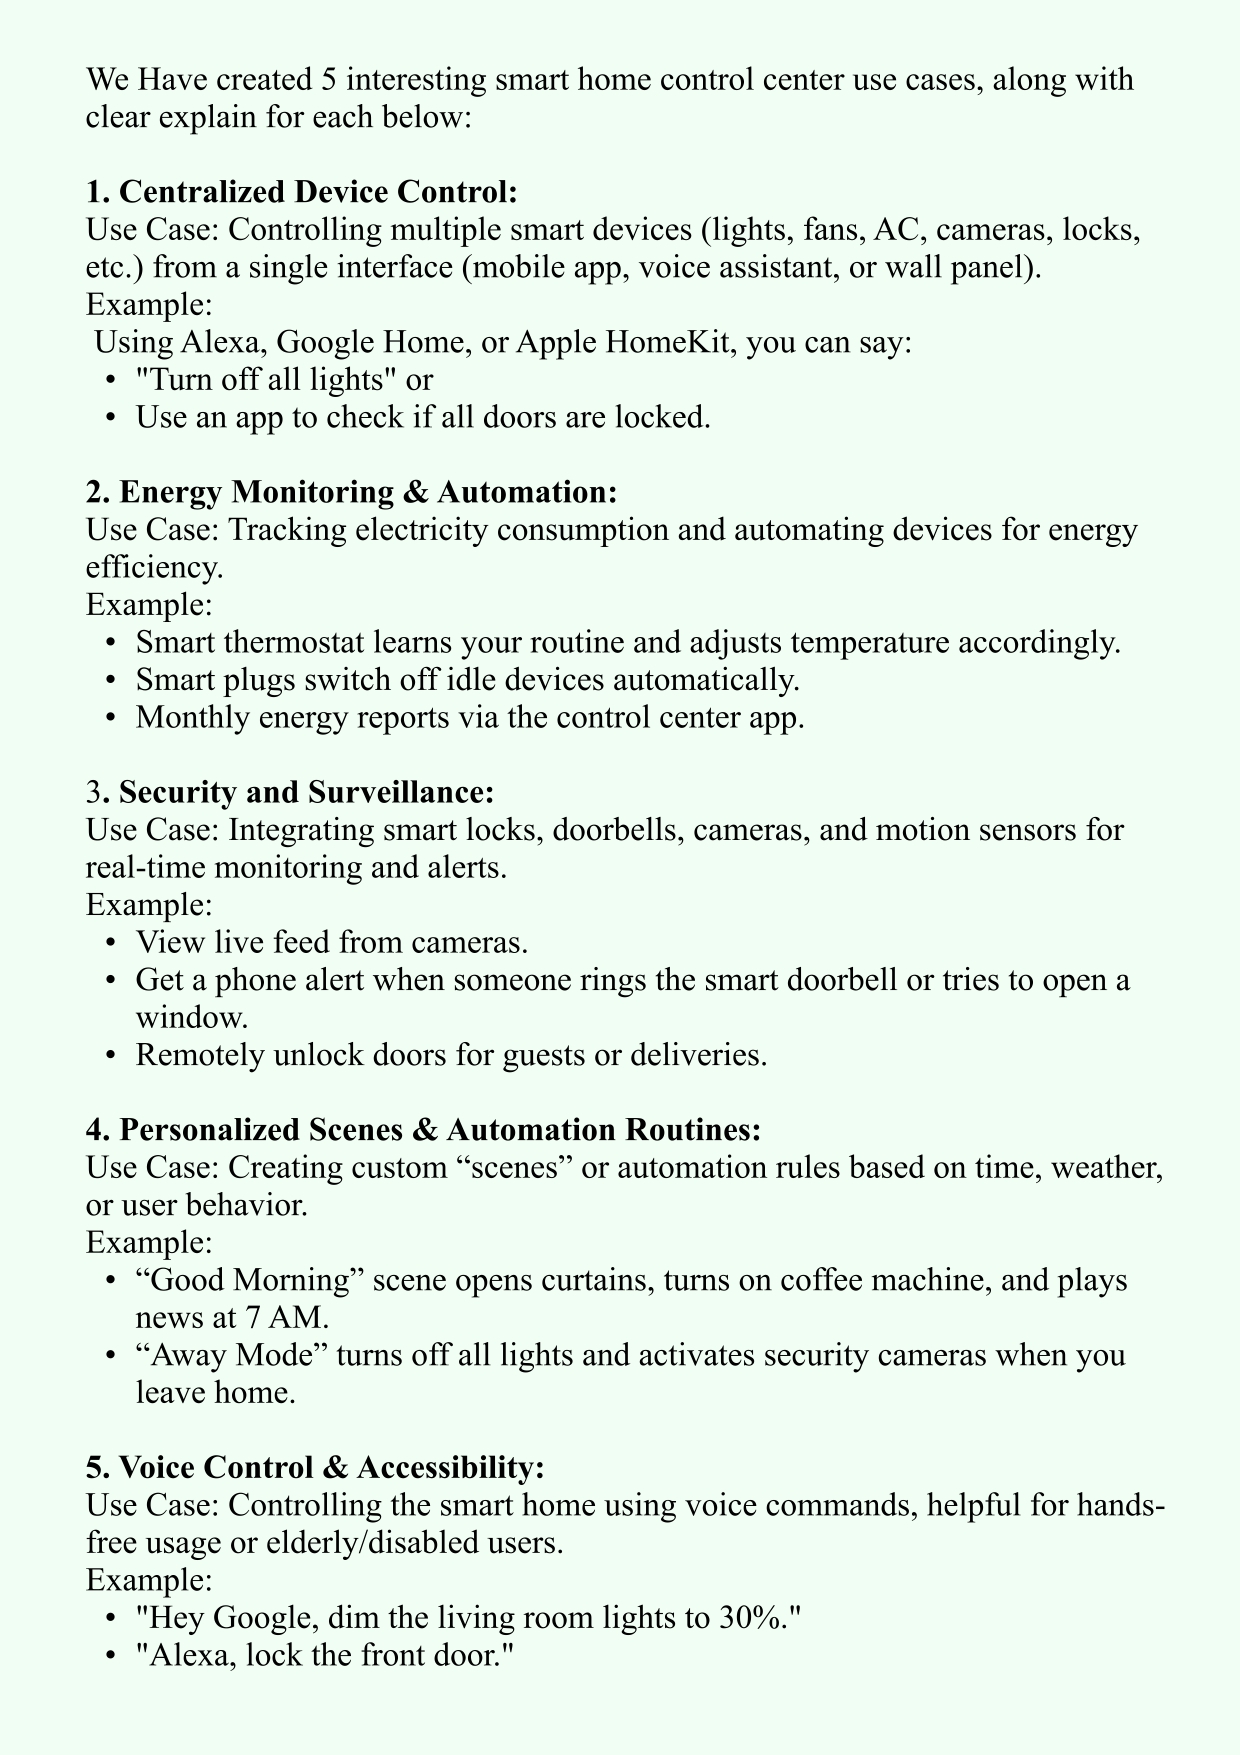 We Have created 5 interesting smart home control center use cases, along with
clear explain for each below:
1. Centralized Device Control:
Use Case: Controlling multiple smart devices (lights, fans, AC, cameras, locks,
etc.) from a single interface (mobile app, voice assistant, or wall panel).
Example:
Using Alexa, Google Home, or Apple HomeKit, you can say:
• "Turn off all lights" or
• Use an app to check if all doors are locked.
2. Energy Monitoring & Automation:
Use Case: Tracking electricity consumption and automating devices for energy
efficiency.
Example:
• Smart thermostat learns your routine and adjusts temperature accordingly.
• Smart plugs switch off idle devices automatically.
• Monthly energy reports via the control center app.
3. Security and Surveillance:
Use Case: Integrating smart locks, doorbells, cameras, and motion sensors for
real-time monitoring and alerts.
Example:
• View live feed from cameras.
• Get a phone alert when someone rings the smart doorbell or tries to open a
window.
• Remotely unlock doors for guests or deliveries.
4. Personalized Scenes & Automation Routines:
Use Case: Creating custom “scenes” or automation rules based on time, weather,
or user behavior.
Example:
• “Good Morning” scene opens curtains, turns on coffee machine, and plays
news at 7 AM.
• “Away Mode” turns off all lights and activates security cameras when you
leave home.
5. Voice Control & Accessibility:
Use Case: Controlling the smart home using voice commands, helpful for hands-
free usage or elderly/disabled users.
Example:
• "Hey Google, dim the living room lights to 30%."
• "Alexa, lock the front door."